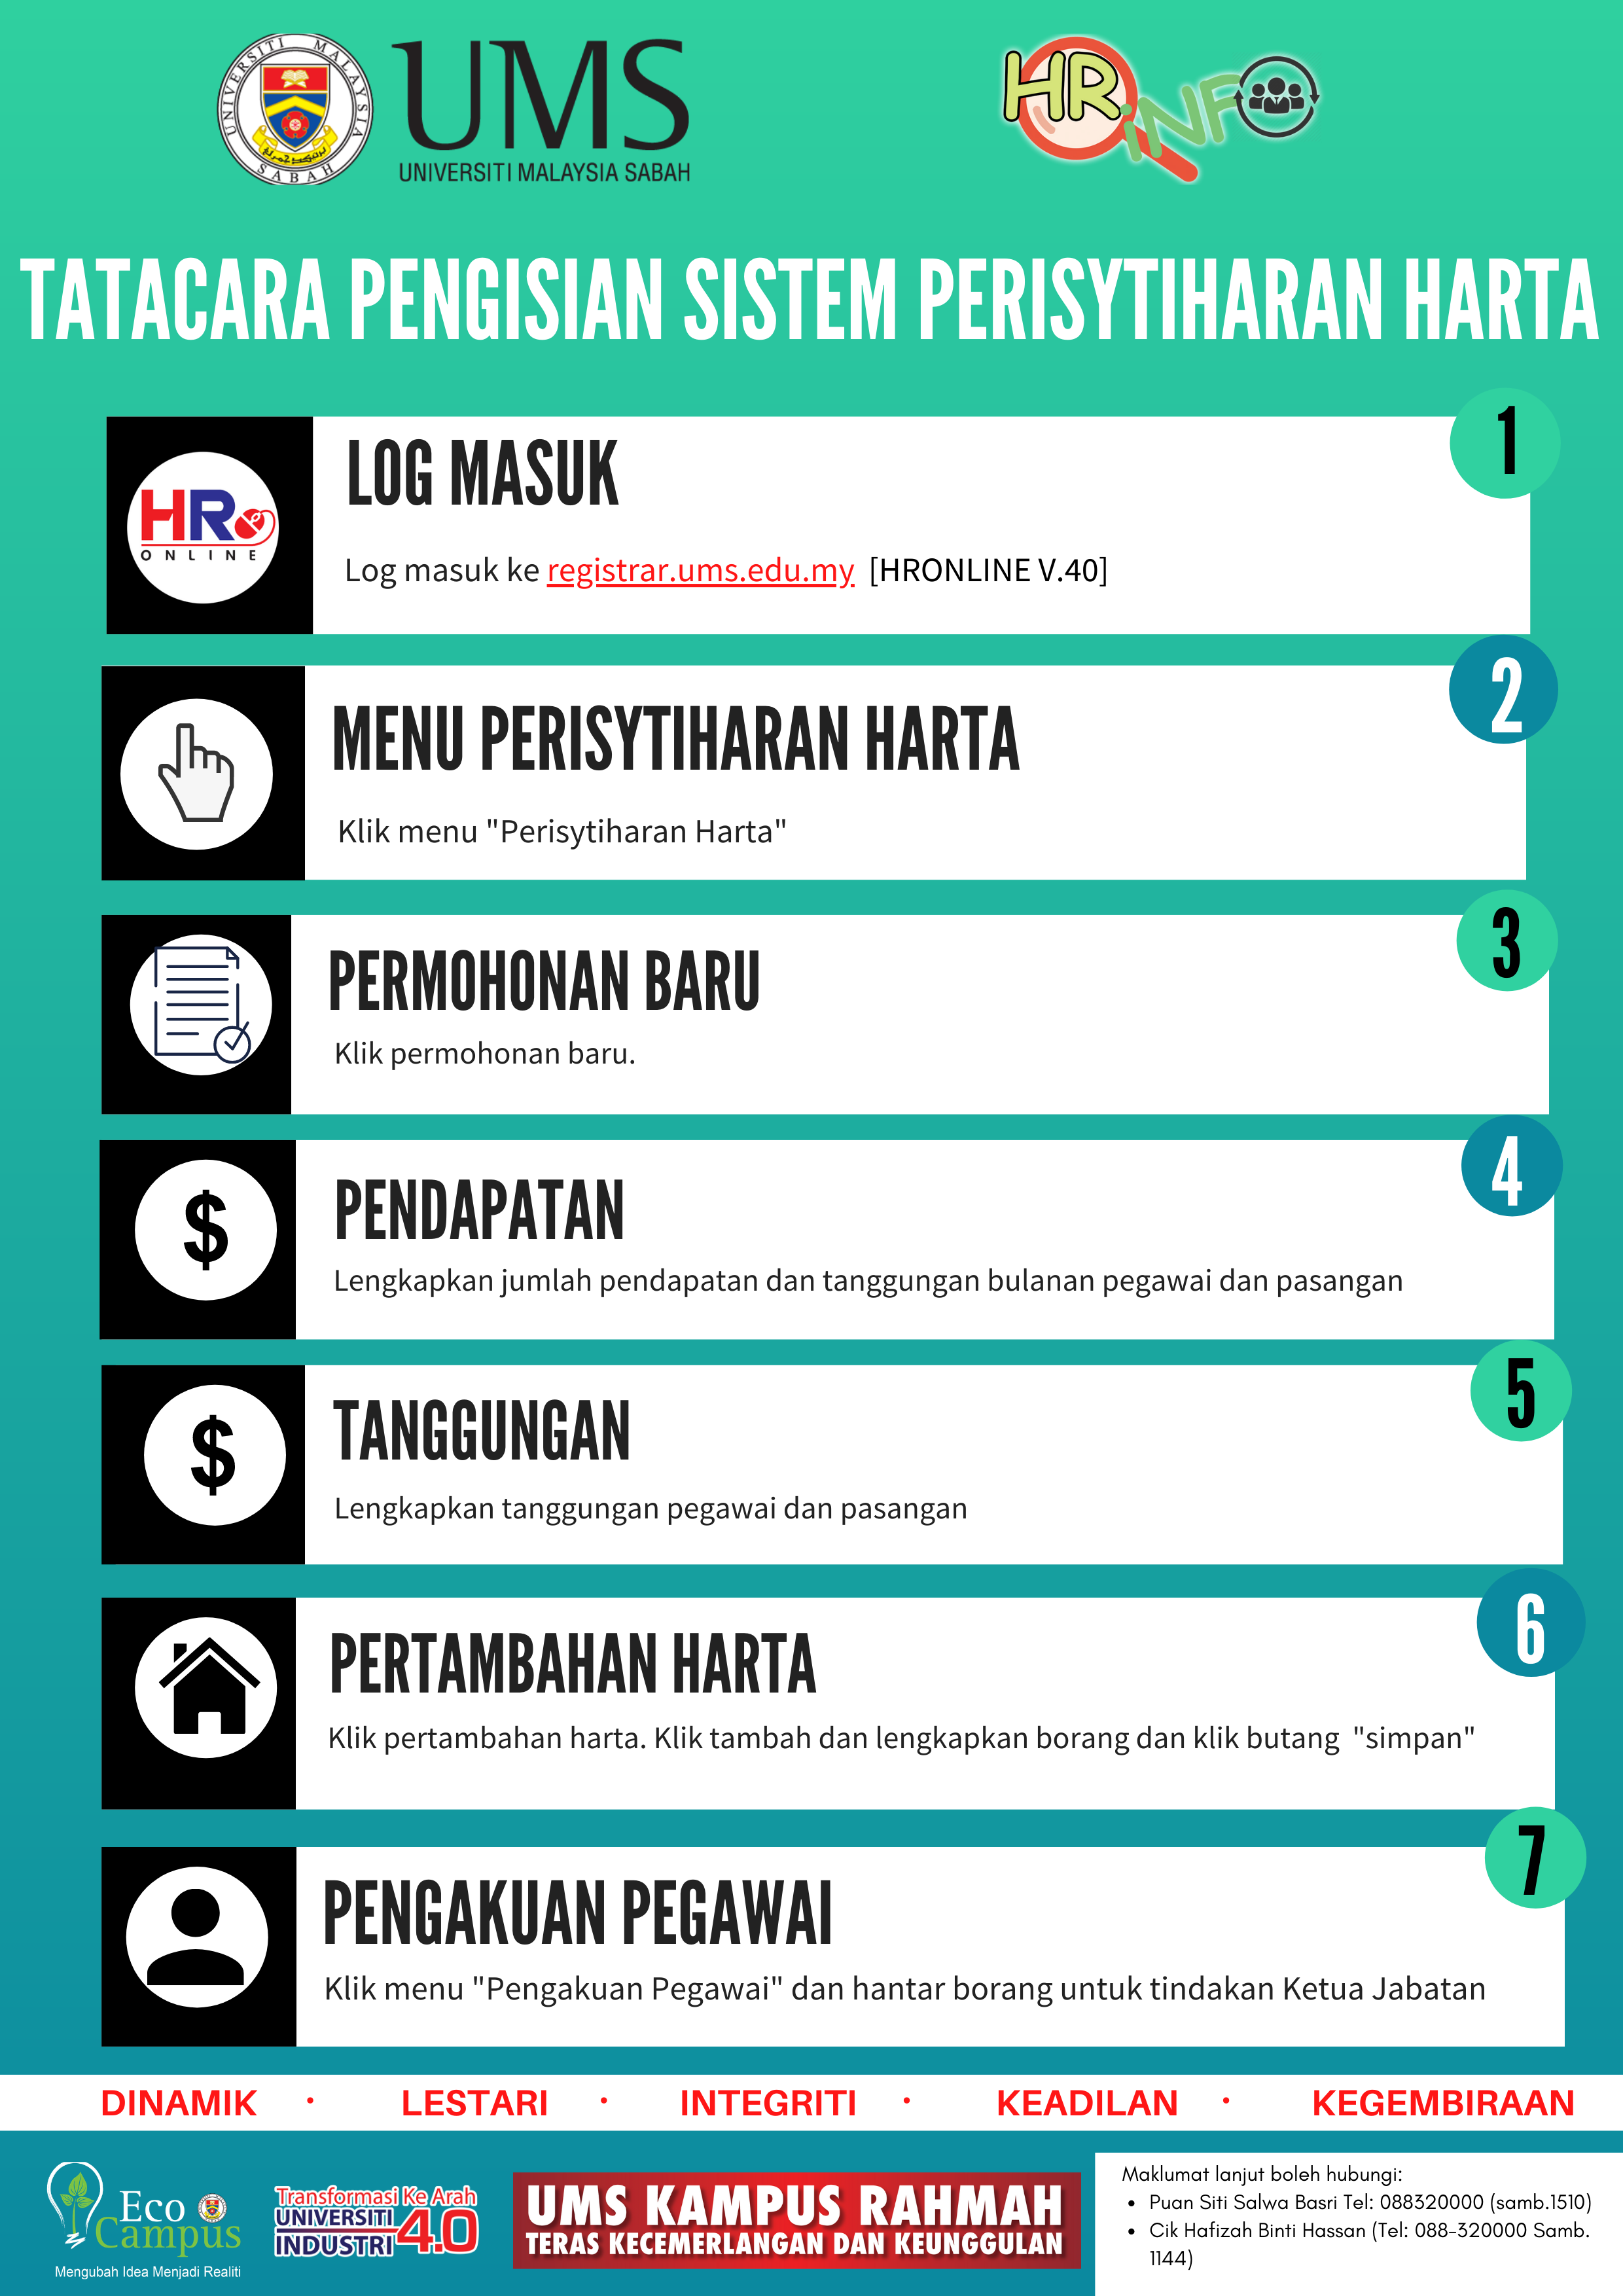 UNIVERSITI MALAYSIA
SABAH
UMS
UNIVERSITI MALAYSIA SABAH
HR iNFO
TATACARA PENGISIAN SISTEM PERISYTIHARAN HARTA
1
HR
ONLINE
LOG MASUK
Log masuk ke registrar.ums.edu.my [HRONLINE V.40]
2
MENU PERISYTIHARAN HARTA
Klik menu "Perisytiharan Harta"
3
PERMOHONAN BARU
Klik permohonan baru.
4
$
PENDAPATAN
Lengkapkan jumlah pendapatan dan tanggungan bulanan pegawai dan pasangan
5
$
TANGGUNGAN
Lengkapkan tanggungan pegawai dan pasangan
6
PERTAMBAHAN HARTA
Klik pertambahan harta. Klik tambah dan lengkapkan borang dan klik butang "simpan"
7
PENGAKUAN PEGAWAI
Klik menu "Pengakuan Pegawai" dan hantar borang untuk tindakan Ketua Jabatan
DINAMIK • LESTARI • INTEGRITI • KEADILAN • KEGEMBIRAAN
Eco
Campus
Mengubah Idea Menjadi Realiti
Transformasi Ke Arah
UNIVERSITI
INDUSTRI 4.0
UMS KAMPUS RAHMAH
TERAS KECEMERLANGAN DAN KEUNGGULAN
Maklumat lanjut boleh hubungi:
• Puan Siti Salwa Basri Tel: 088320000 (samb.1510)
• Cik Hafizah Binti Hassan (Tel: 088-320000 Samb.
1144)